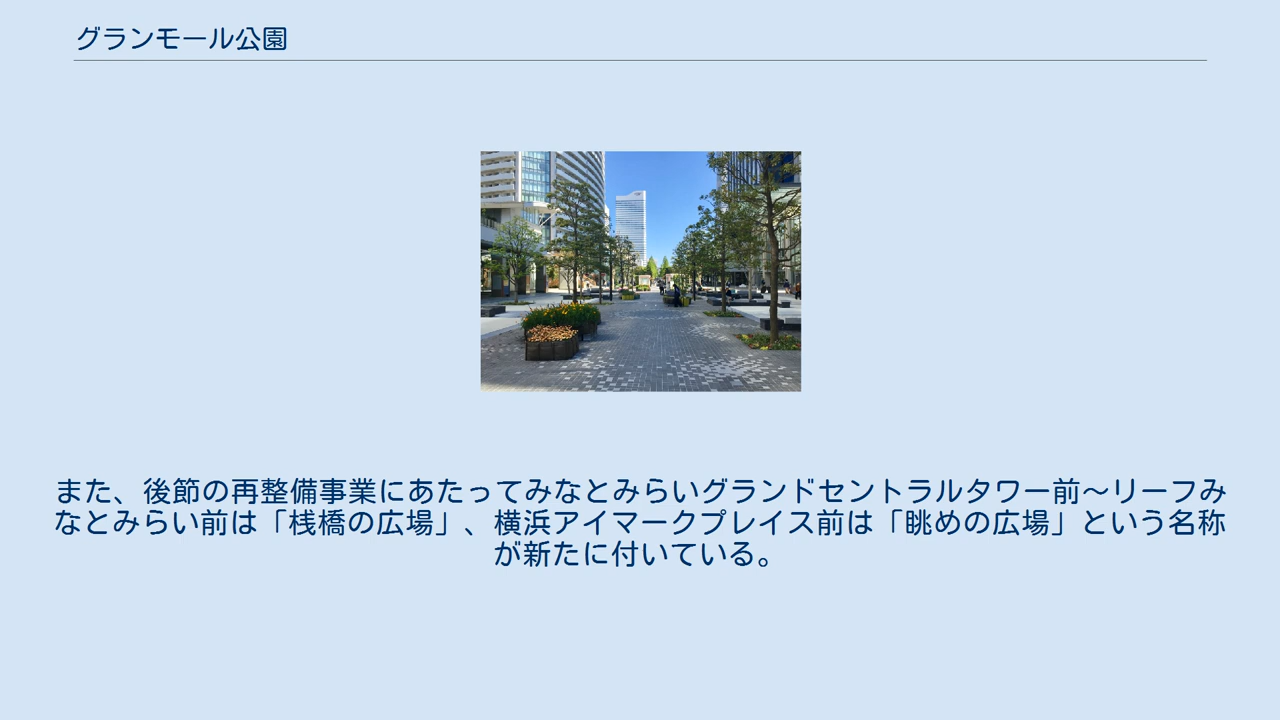 グランモール公園
また、後節の再整備事業にあたってみなとみらいグランドセントラルタワー前〜リーフみ
なとみらい前は「桟橋の広場」、横浜アイマークプレイス前は「眺めの広場」という名称
が新たに付いている。